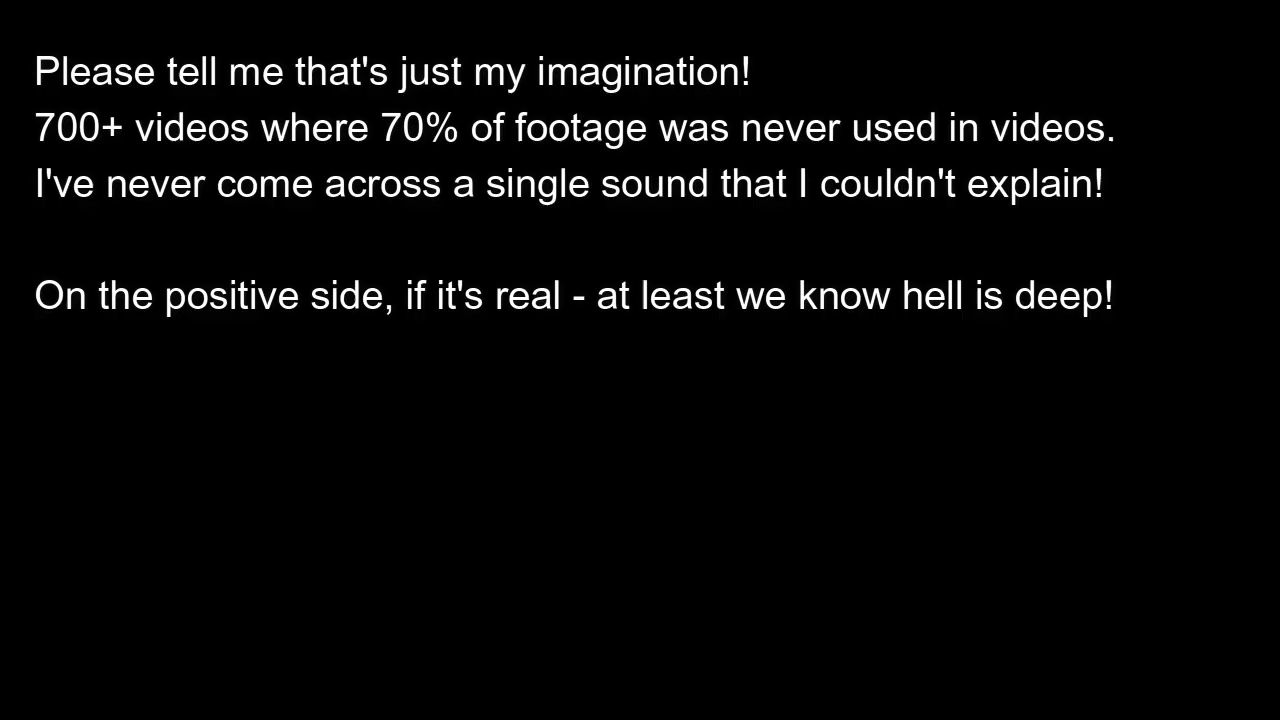 Please tell me that's just my imagination!
700+ videos where 70% of footage was never used in videos.
I've never come across a single sound that I couldn't explain!
On the positive side, if it's real - at least we know hell is deep!